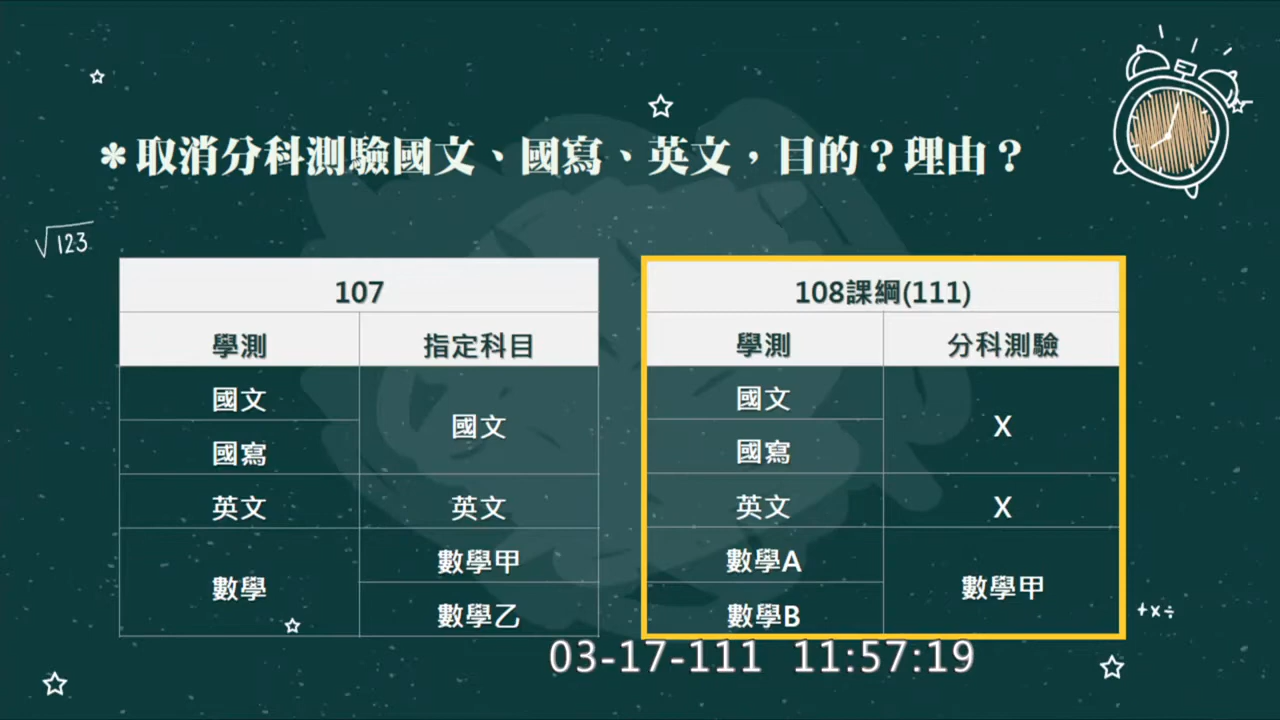 *取消分科測驗國文、國寫、英文，目的？理由？
√123
107
學測 指定科目
國文 國文
國寫
英文 英文
數學 數學甲
數學乙
108課綱(111)
學測 分科測驗
國文 X
國寫
英文 X
數學A 數學甲
數學B
+×÷
03-17-111 11:57:19